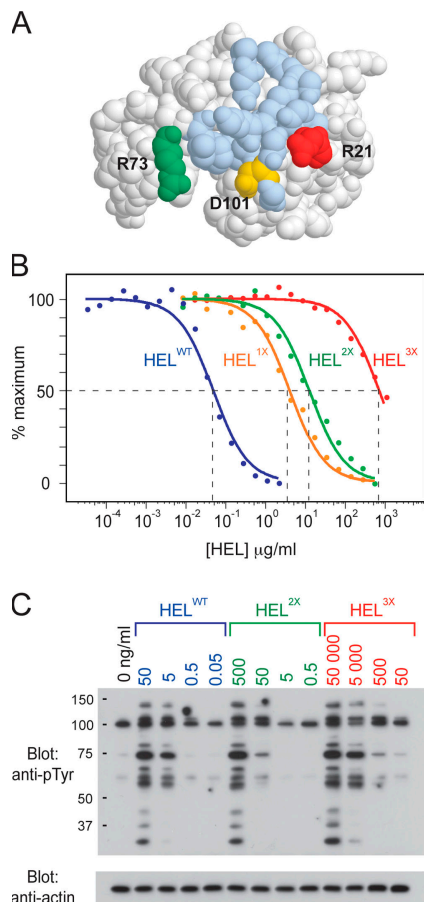 A
R73
R21
D101
B
% maximum
100
50
0
HEL^WT
HEL^1X
HEL^2X
HEL^3X
10^-4 10^-3 10^-2 10^-1 10^0 10^1 10^2 10^3
[HEL] µg/ml
C
HEL^WT HEL^2X HEL^3X
0 ng/ml 50 5 0.5 0.05 500 50 5 0.5 50 000 5 000 500 50
150
100
75
50
37
Blot:
anti-pTyr
Blot:
anti-actin